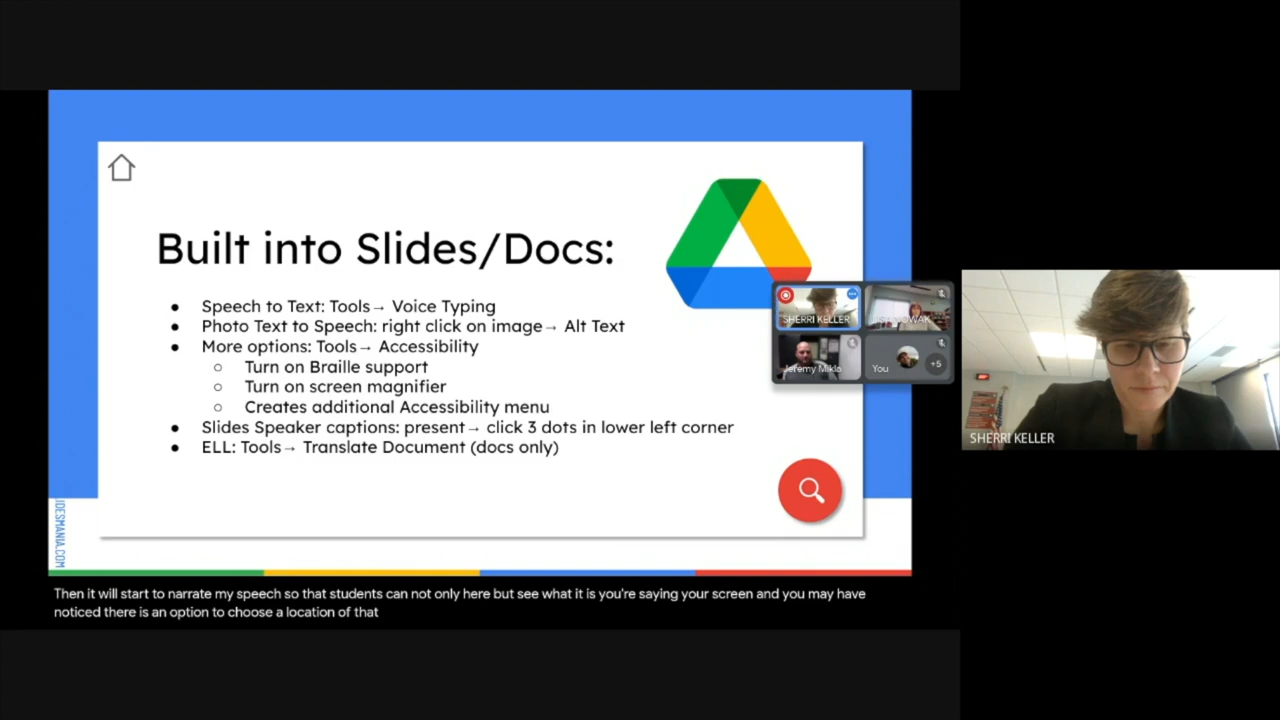 Built into Slides/Docs:
● Speech to Text: Tools→ Voice Typing
● Photo Text to Speech: right click on image→ Alt Text
● More options: Tools→ Accessibility
○ Turn on Braille support
○ Turn on screen magnifier
○ Creates additional Accessibility menu
● Slides Speaker captions: present→ click 3 dots in lower left corner
● ELL: Tools→ Translate Document (docs only)
SHERRI KELLER
Jeremy Mikla
You
+5
SHERRI KELLER
IDESMANIA.COM
Then it will start to narrate my speech so that students can not only here but see what it is you're saying your screen and you may have
noticed there is an option to choose a location of that